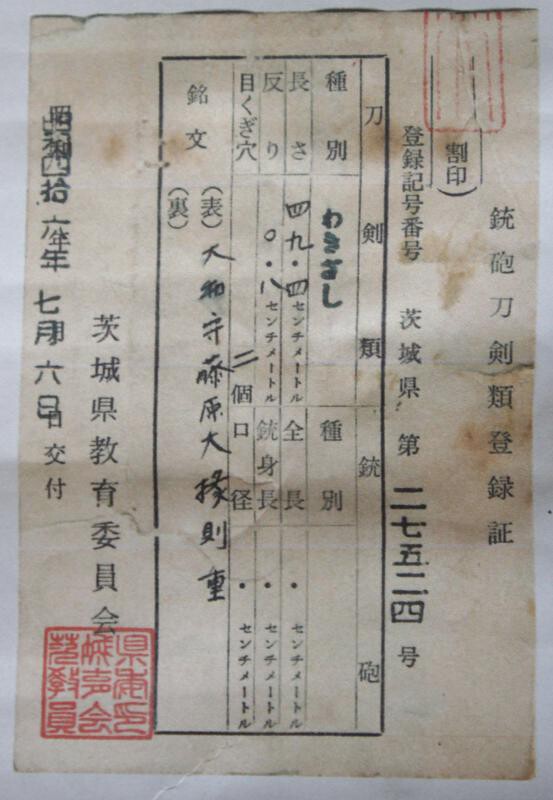 銃砲刀剣類登録証
(割印)
登録記号番号 茨城県 第 二七五二四 号
刀剣類
種別 わきざし
長さ 四九・四センチメートル
反り 〇・八センチメートル
目くぎ穴 二個
銘文 (表)大和守藤原大掾則重
(裏)
銃砲
種別
全長 ・センチメートル
銃身長 ・センチメートル
口径 ・センチメートル
茨城県教育委員会
昭和四拾六年七月六日交付